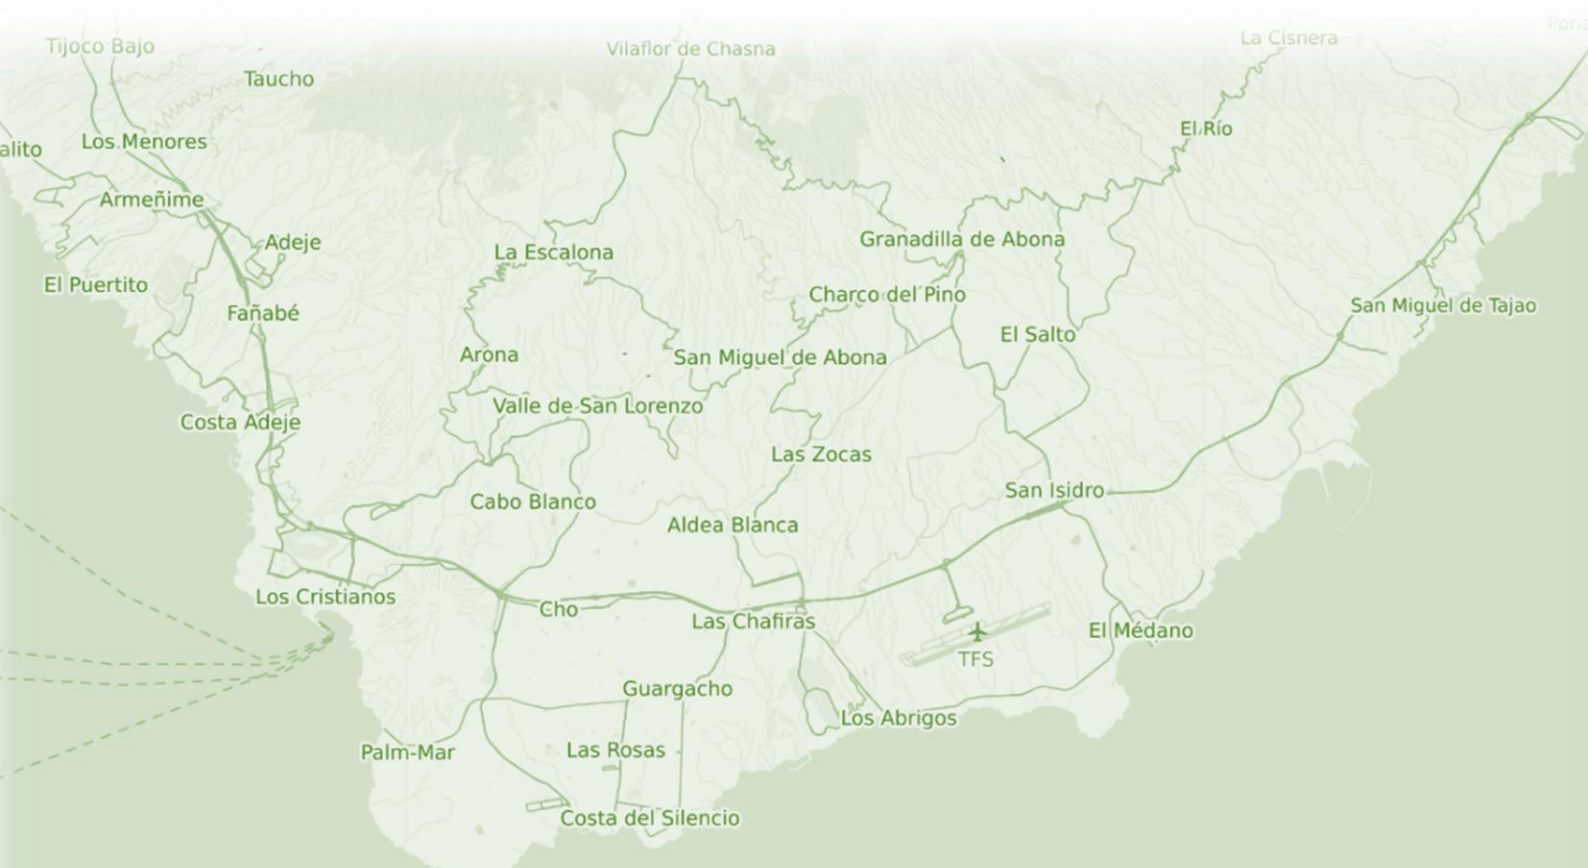 Tijoco Bajo
Vilaflor de Chasna
La Cisnera
Taucho
El Río
Los Menores
alito
Armeñime
Adeje
Granadilla de Abona
La Escalona
El Puertito
Charco del Pino
San Miguel de Tajao
Fañabé
El Salto
Arona
San Miguel de Abona
Valle de San Lorenzo
Costa Adeje
Las Zocas
San Isidro
Cabo Blanco
Aldea Blanca
Los Cristianos
Cho
Las Chafiras
El Médano
TFS
Guargacho
Los Abrigos
Las Rosas
Palm-Mar
Costa del Silencio